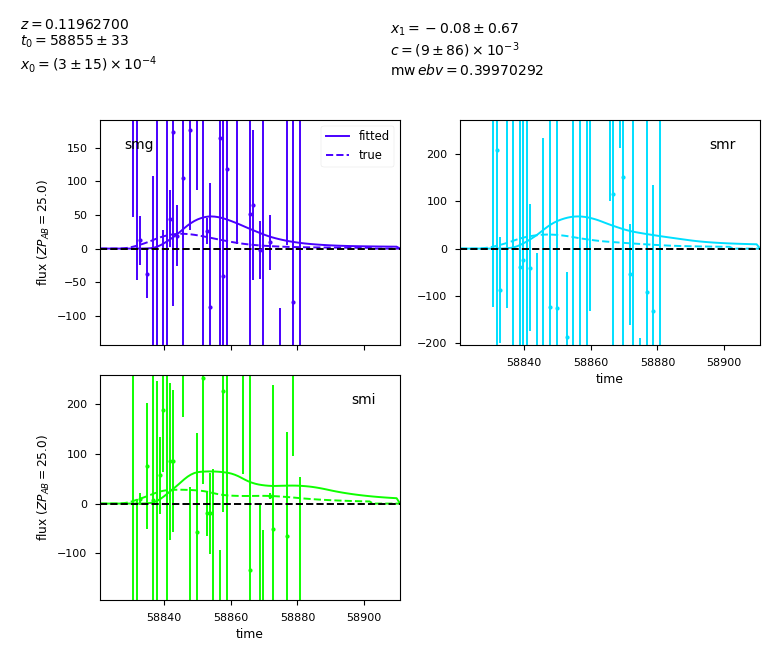 z = 0.11962700
t₀ = 58855 ± 33
x₀ = (3 ± 15) × 10⁻⁴
x₁ = −0.08 ± 0.67
c = (9 ± 86) × 10⁻³
mw ebv = 0.39970292
smg
fitted
true
150
100
50
0
−50
−100
flux (ZP_AB = 25.0)
smr
200
100
0
−100
−200
58840 58860 58880 58900
time
smi
200
100
0
−100
flux (ZP_AB = 25.0)
58840 58860 58880 58900
time